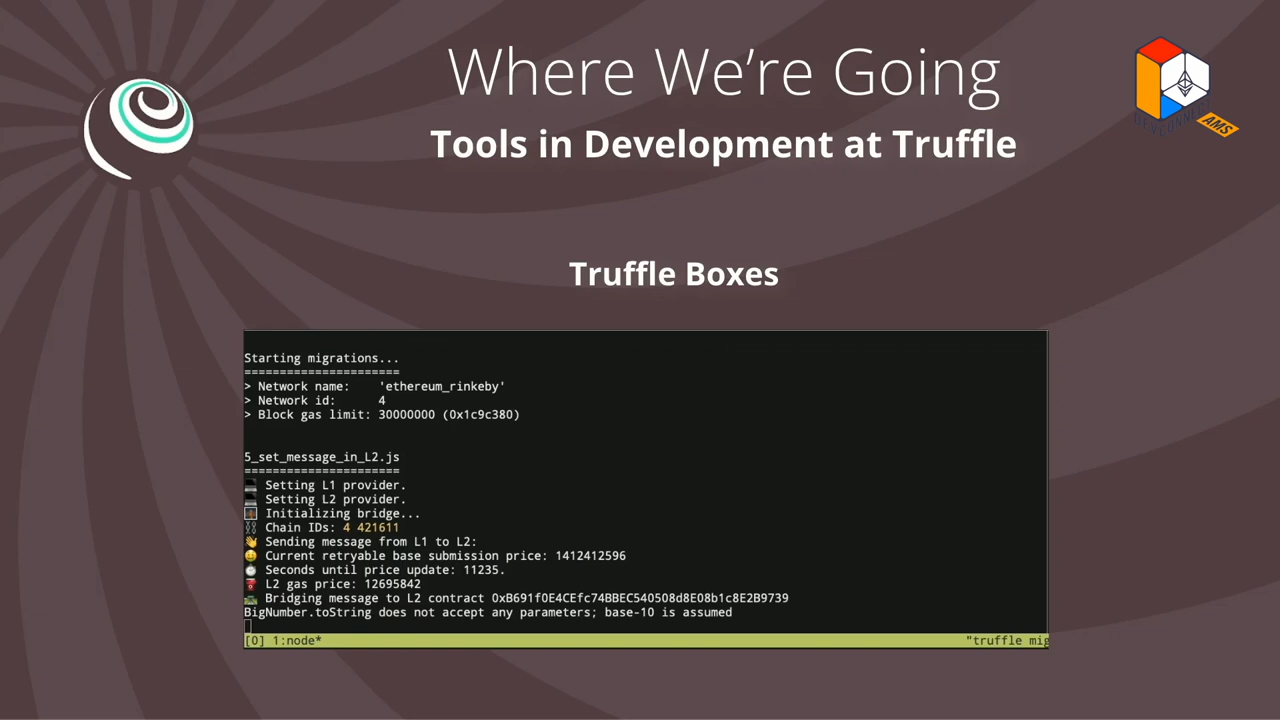 Where We're Going
Tools in Development at Truffle
DEVCONNECT
AMS
Truffle Boxes
Starting migrations...
======================
> Network name:    'ethereum_rinkeby'
> Network id:      4
> Block gas limit: 30000000 (0x1c9c380)
5_set_message_in_L2.js
======================
Setting L1 provider.
Setting L2 provider.
Initializing bridge...
Chain IDs: 4 421611
Sending message from L1 to L2:
Current retryable base submission price: 1412412596
Seconds until price update: 11235.
L2 gas price: 12695842
Bridging message to L2 contract 0xB691f0E4CEfc74BBEC540508d8E08b1c8E2B9739
BigNumber.toString does not accept any parameters; base-10 is assumed
[0] 1:node*
"truffle mig